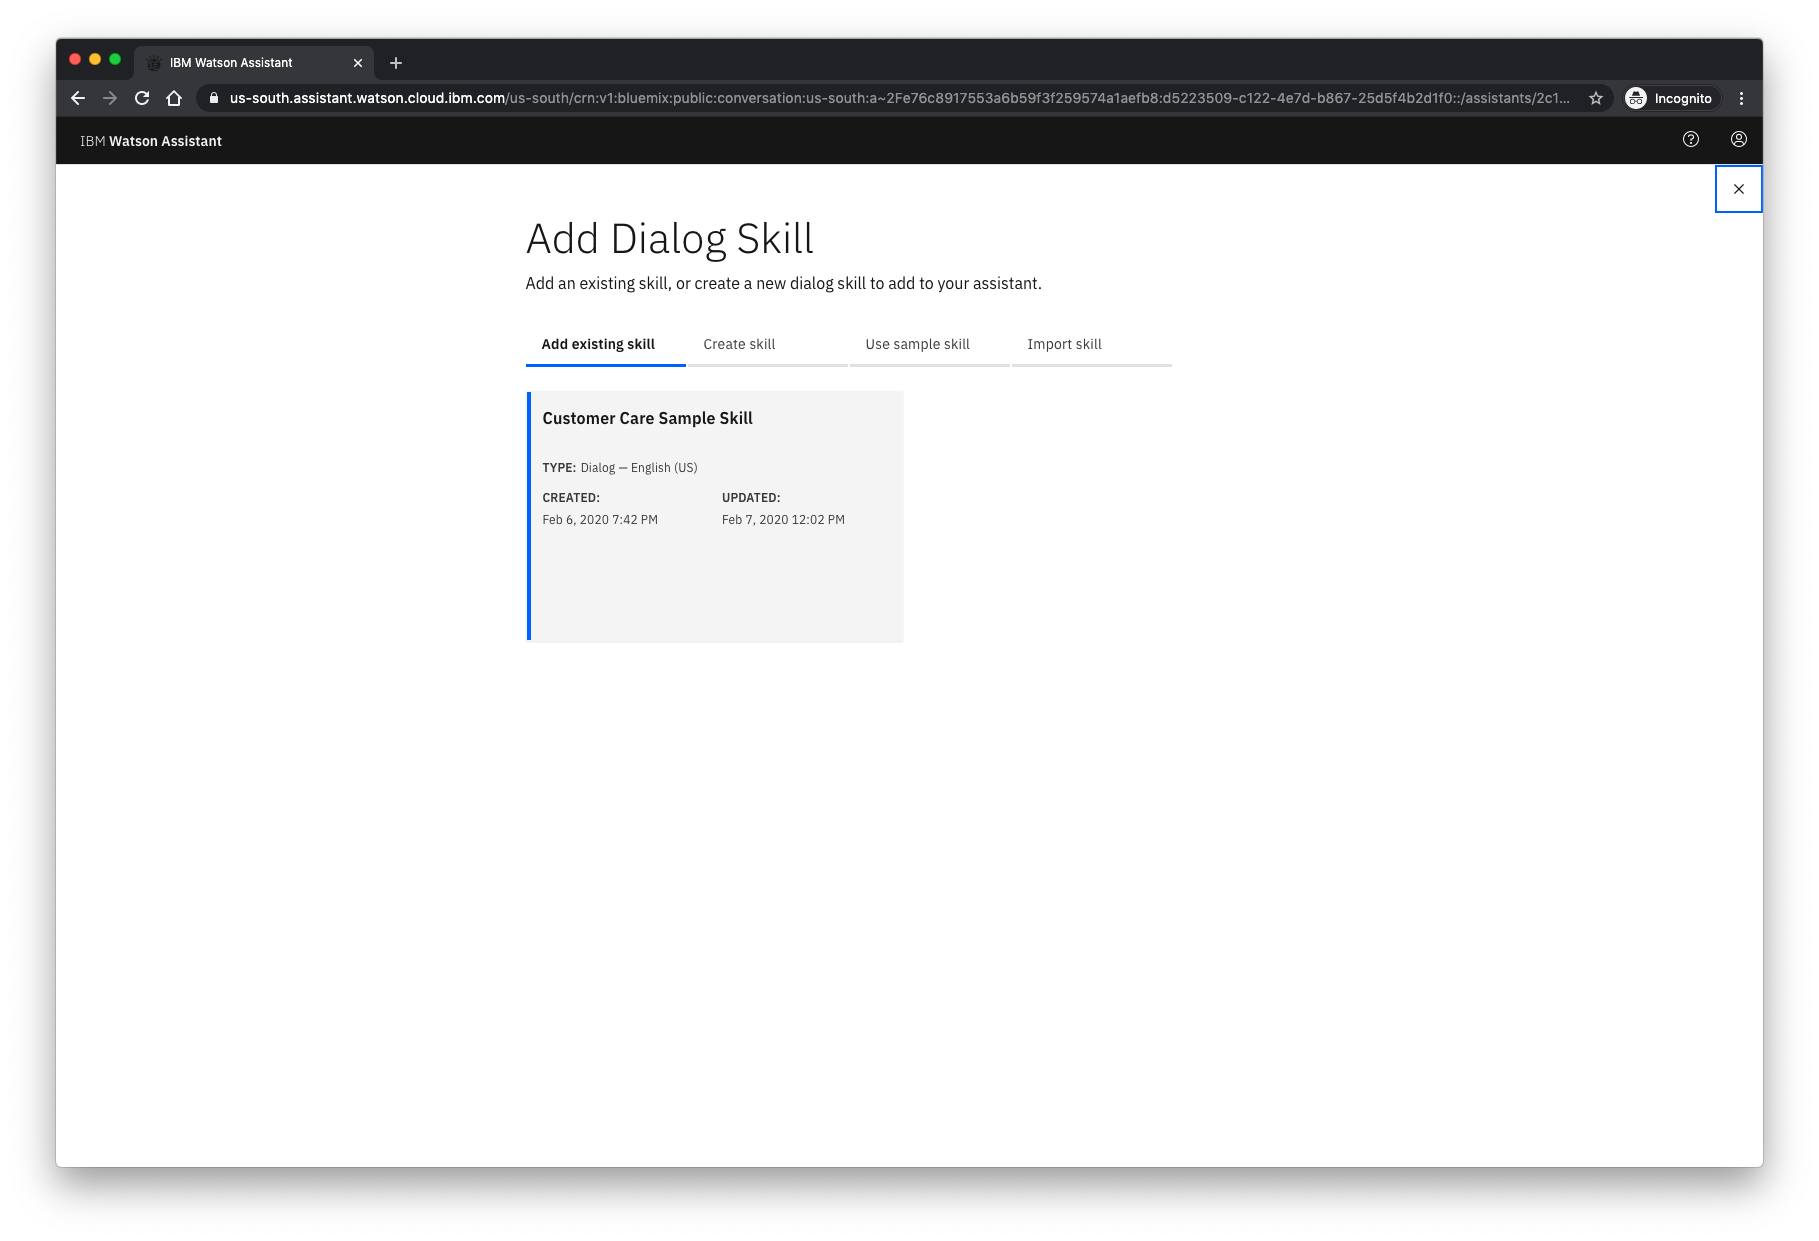 IBM Watson Assistant
us-south.assistant.watson.cloud.ibm.com/us-south/crn:v1:bluemix:public:conversation:us-south:a~2Fe76c8917553a6b59f3f259574a1aefb8:d5223509-c122-4e7d-b867-25d5f4b2d1f0::/assistants/2c1...
Incognito
IBM Watson Assistant
Add Dialog Skill
Add an existing skill, or create a new dialog skill to add to your assistant.
Add existing skill Create skill Use sample skill Import skill
Customer Care Sample Skill
TYPE: Dialog — English (US)
CREATED: UPDATED:
Feb 6, 2020 7:42 PM Feb 7, 2020 12:02 PM